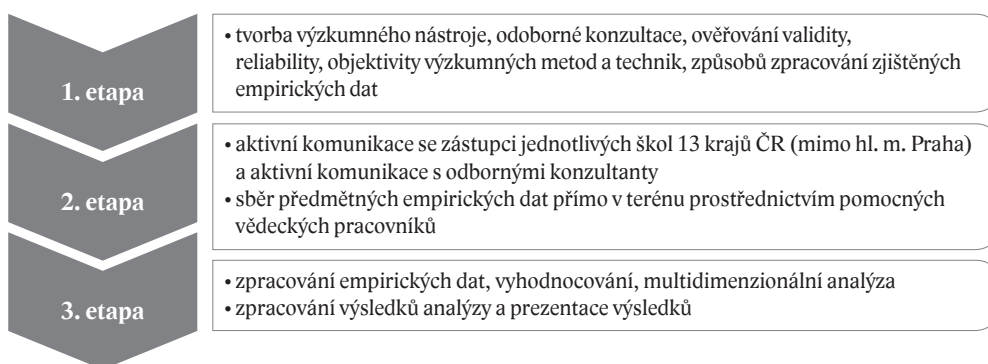 1. etapa
• tvorba výzkumného nástroje, odoborné konzultace, ověřování validity,
reliability, objektivity výzkumných metod a technik, způsobů zpracování zjištěných
empirických dat
2. etapa
• aktivní komunikace se zástupci jednotlivých škol 13 krajů ČR (mimo hl. m. Praha)
a aktivní komunikace s odbornými konzultanty
• sběr předmětných empirických dat přímo v terénu prostřednictvím pomocných
vědeckých pracovníků
3. etapa
• zpracování empirických dat, vyhodnocování, multidimenzionální analýza
• zpracování výsledků analýzy a prezentace výsledků